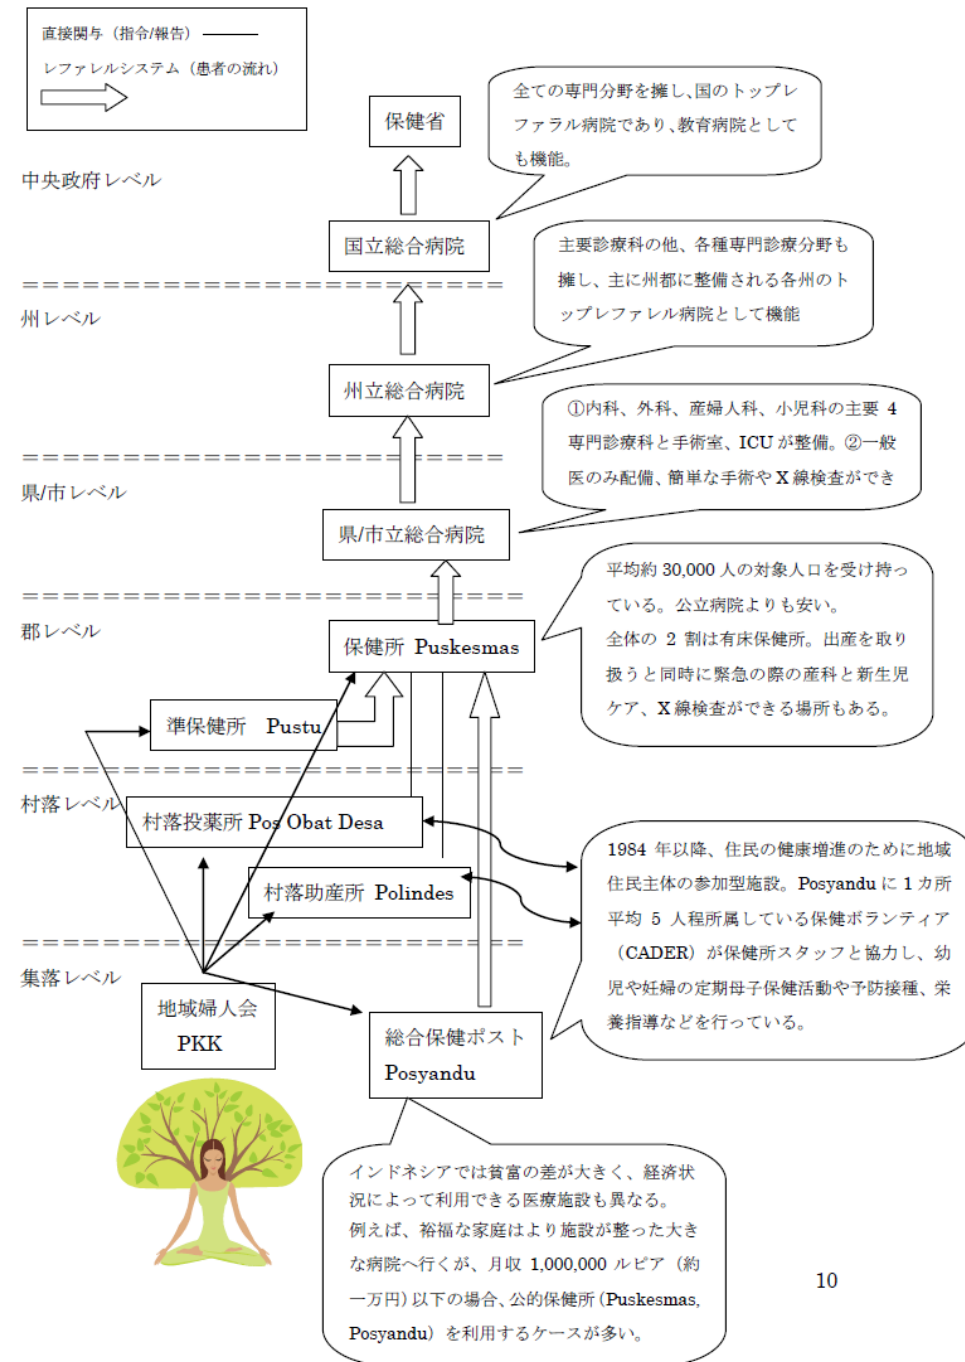 直接関与（指令/報告）
レファレルシステム（患者の流れ）
保健省
全ての専門分野を擁し、国のトップレ
ファラル病院であり、教育病院として
も機能。
中央政府レベル
国立総合病院
主要診療科の他、各種専門診療分野も
擁し、主に州都に整備される各州のト
ップレファレル病院として機能
州レベル
州立総合病院
①内科、外科、産婦人科、小児科の主要 4
専門診療科と手術室、ICU が整備。②一般
医のみ配備、簡単な手術や X 線検査ができ
県/市レベル
県/市立総合病院
平均約 30,000 人の対象人口を受け持っ
ている。公立病院よりも安い。
全体の 2 割は有床保健所。出産を取り
扱うと同時に緊急の際の産科と新生児
ケア、X 線検査ができる場所もある。
郡レベル
保健所 Puskesmas
準保健所 Pustu
村落レベル
村落投薬所 Pos Obat Desa
村落助産所 Polindes
1984 年以降、住民の健康増進のために地域
住民主体の参加型施設。Posyandu に 1 カ所
平均 5 人程所属している保健ボランティア
（CADER）が保健所スタッフと協力し、幼
児や妊婦の定期母子保健活動や予防接種、栄
養指導などを行っている。
集落レベル
地域婦人会
PKK
総合保健ポスト
Posyandu
インドネシアでは貧富の差が大きく、経済状
況によって利用できる医療施設も異なる。
例えば、裕福な家庭はより施設が整った大き
な病院へ行くが、月収 1,000,000 ルピア（約
一万円）以下の場合、公的保健所（Puskesmas,
Posyandu）を利用するケースが多い。
10